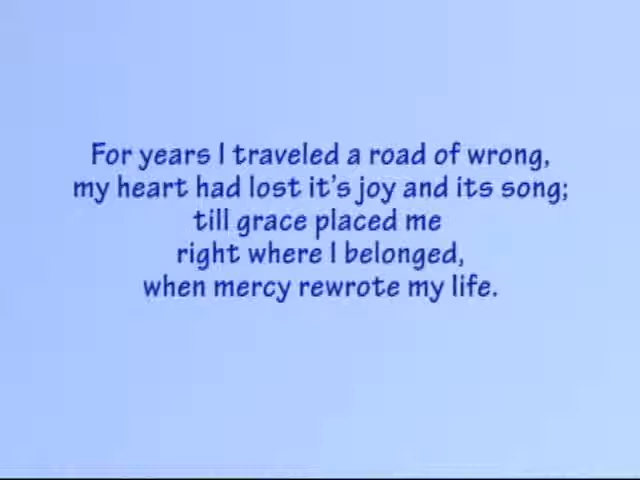 For years I traveled a road of wrong,
my heart had lost it's joy and its song;
till grace placed me
right where I belonged,
when mercy rewrote my life.